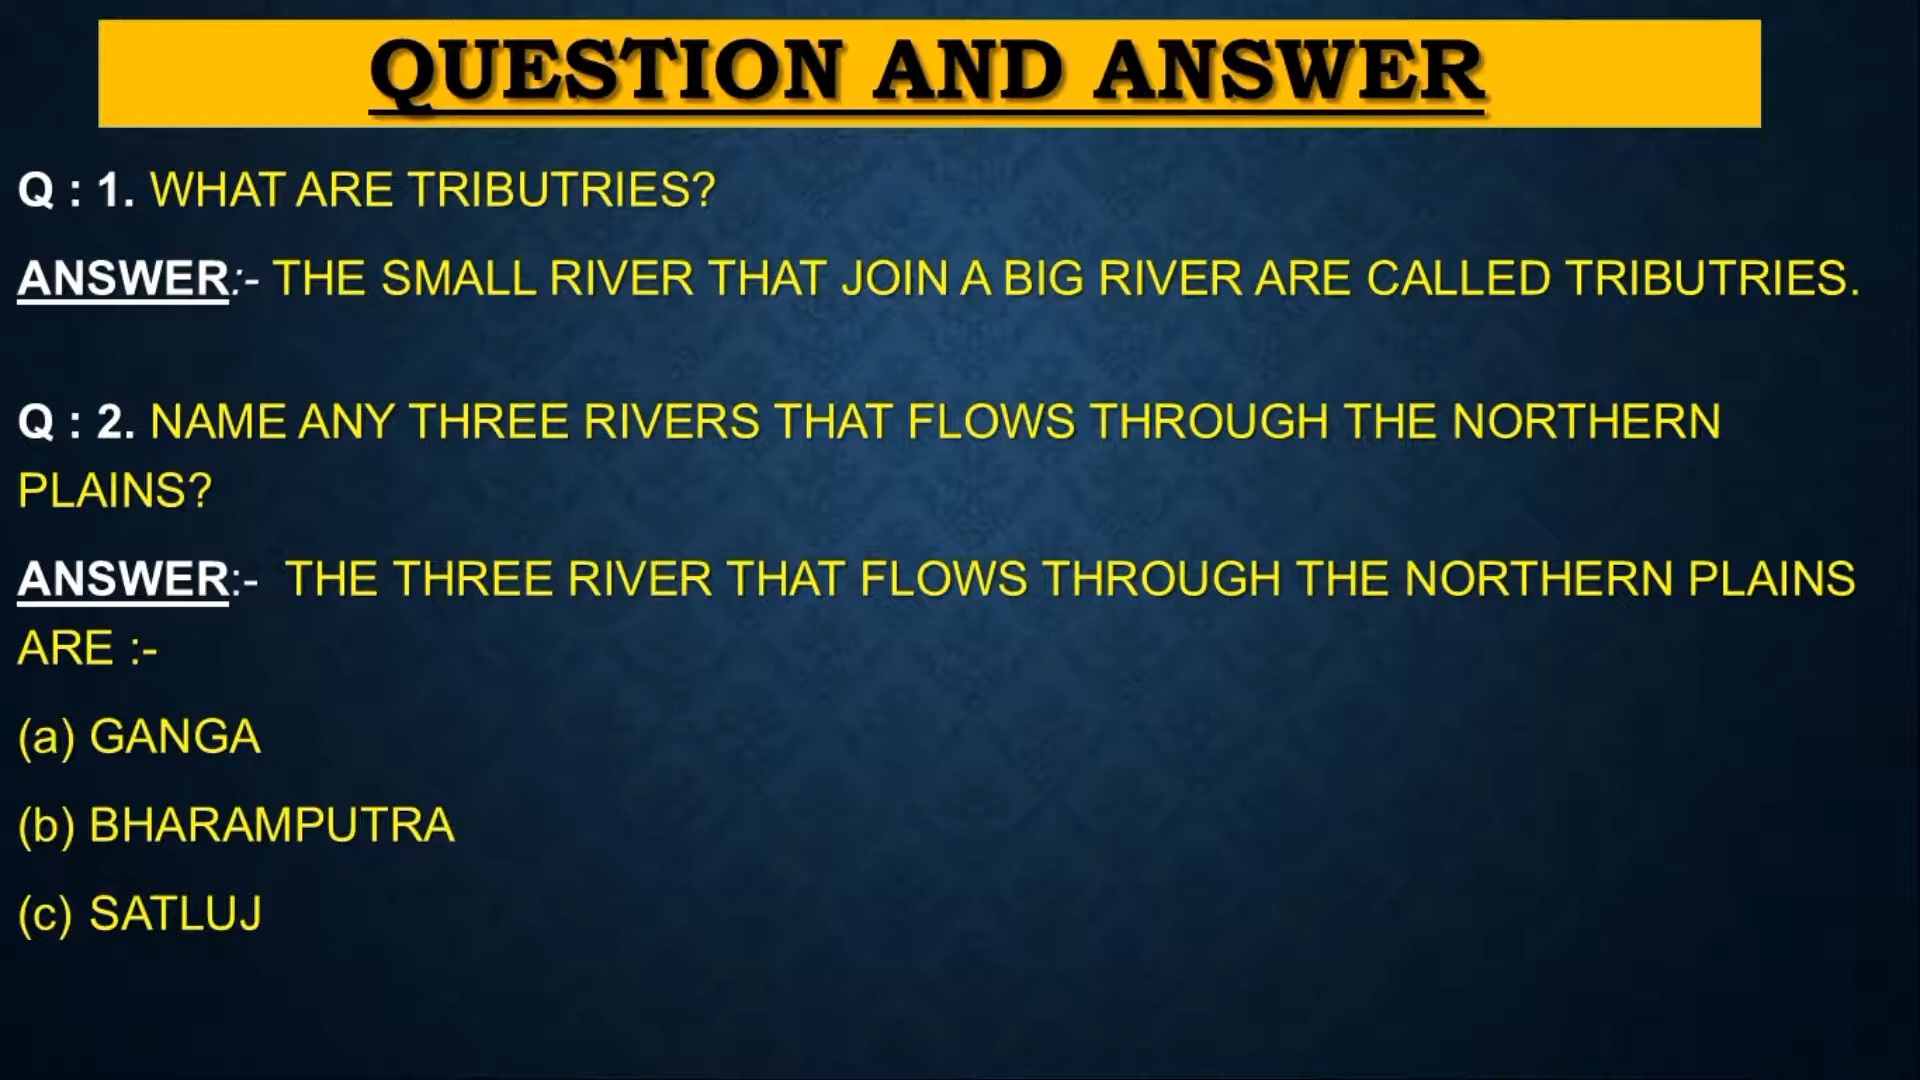 QUESTION AND ANSWER
Q : 1. WHAT ARE TRIBUTRIES?
ANSWER:- THE SMALL RIVER THAT JOIN A BIG RIVER ARE CALLED TRIBUTRIES.
Q : 2. NAME ANY THREE RIVERS THAT FLOWS THROUGH THE NORTHERN
PLAINS?
ANSWER:- THE THREE RIVER THAT FLOWS THROUGH THE NORTHERN PLAINS
ARE :-
(a) GANGA
(b) BHARAMPUTRA
(c) SATLUJ